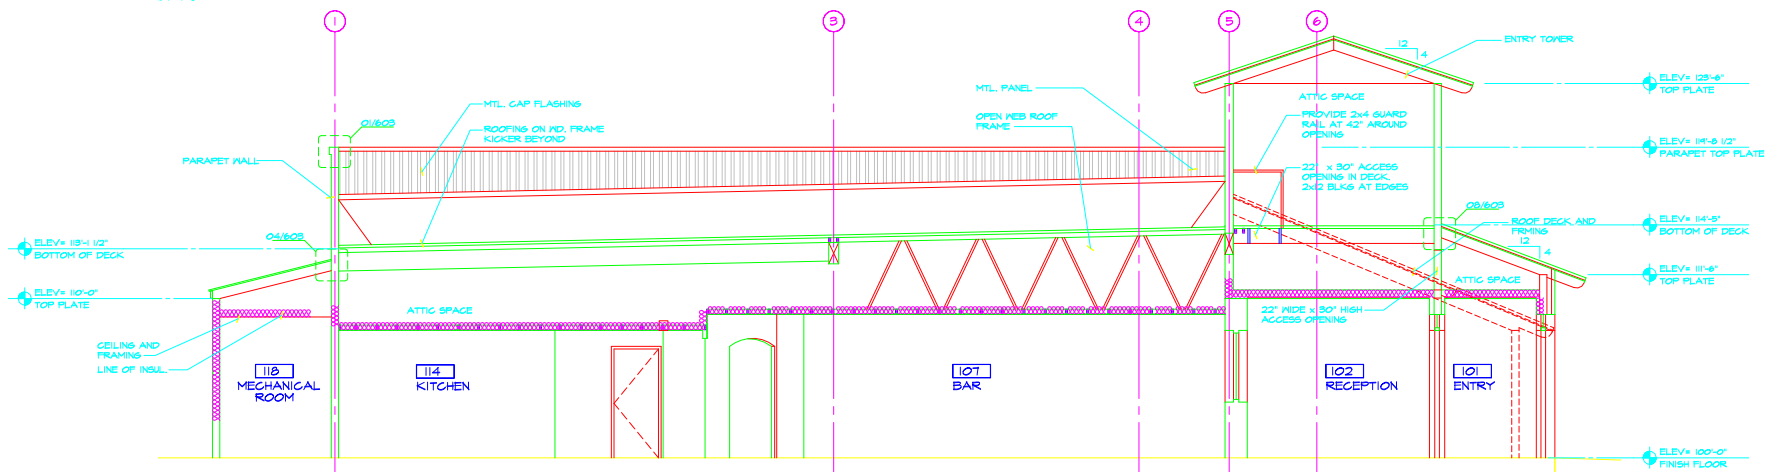 1
3
4
5
6
12
4
ENTRY TOWER
ELEV= 123'-6"
TOP PLATE
MTL. PANEL
ATTIC SPACE
MTL. CAP FLASHING
OPEN WEB ROOF
FRAME
PROVIDE 2x4 GUARD
RAIL AT 42" AROUND
OPENING
01/603
ROOFING ON WD. FRAME
KICKER BEYOND
ELEV= 119'-8 1/2"
PARAPET TOP PLATE
PARAPET WALL
22" x 30" ACCESS
OPENING IN DECK.
2x12 BLKG AT EDGES
03/603
ROOF DECK AND
FRMING
12
4
ELEV= 114'-5"
BOTTOM OF DECK
04/603
ELEV= 113'-1 1/2"
BOTTOM OF DECK
ELEV= 111'-6"
TOP PLATE
ATTIC SPACE
ELEV= 110'-0"
TOP PLATE
ATTIC SPACE
22" WIDE x 30" HIGH
ACCESS OPENING
CEILING AND
FRAMING
LINE OF INSUL.
118
MECHANICAL
ROOM
114
KITCHEN
107
BAR
102
RECEPTION
101
ENTRY
ELEV= 100'-0"
FINISH FLOOR